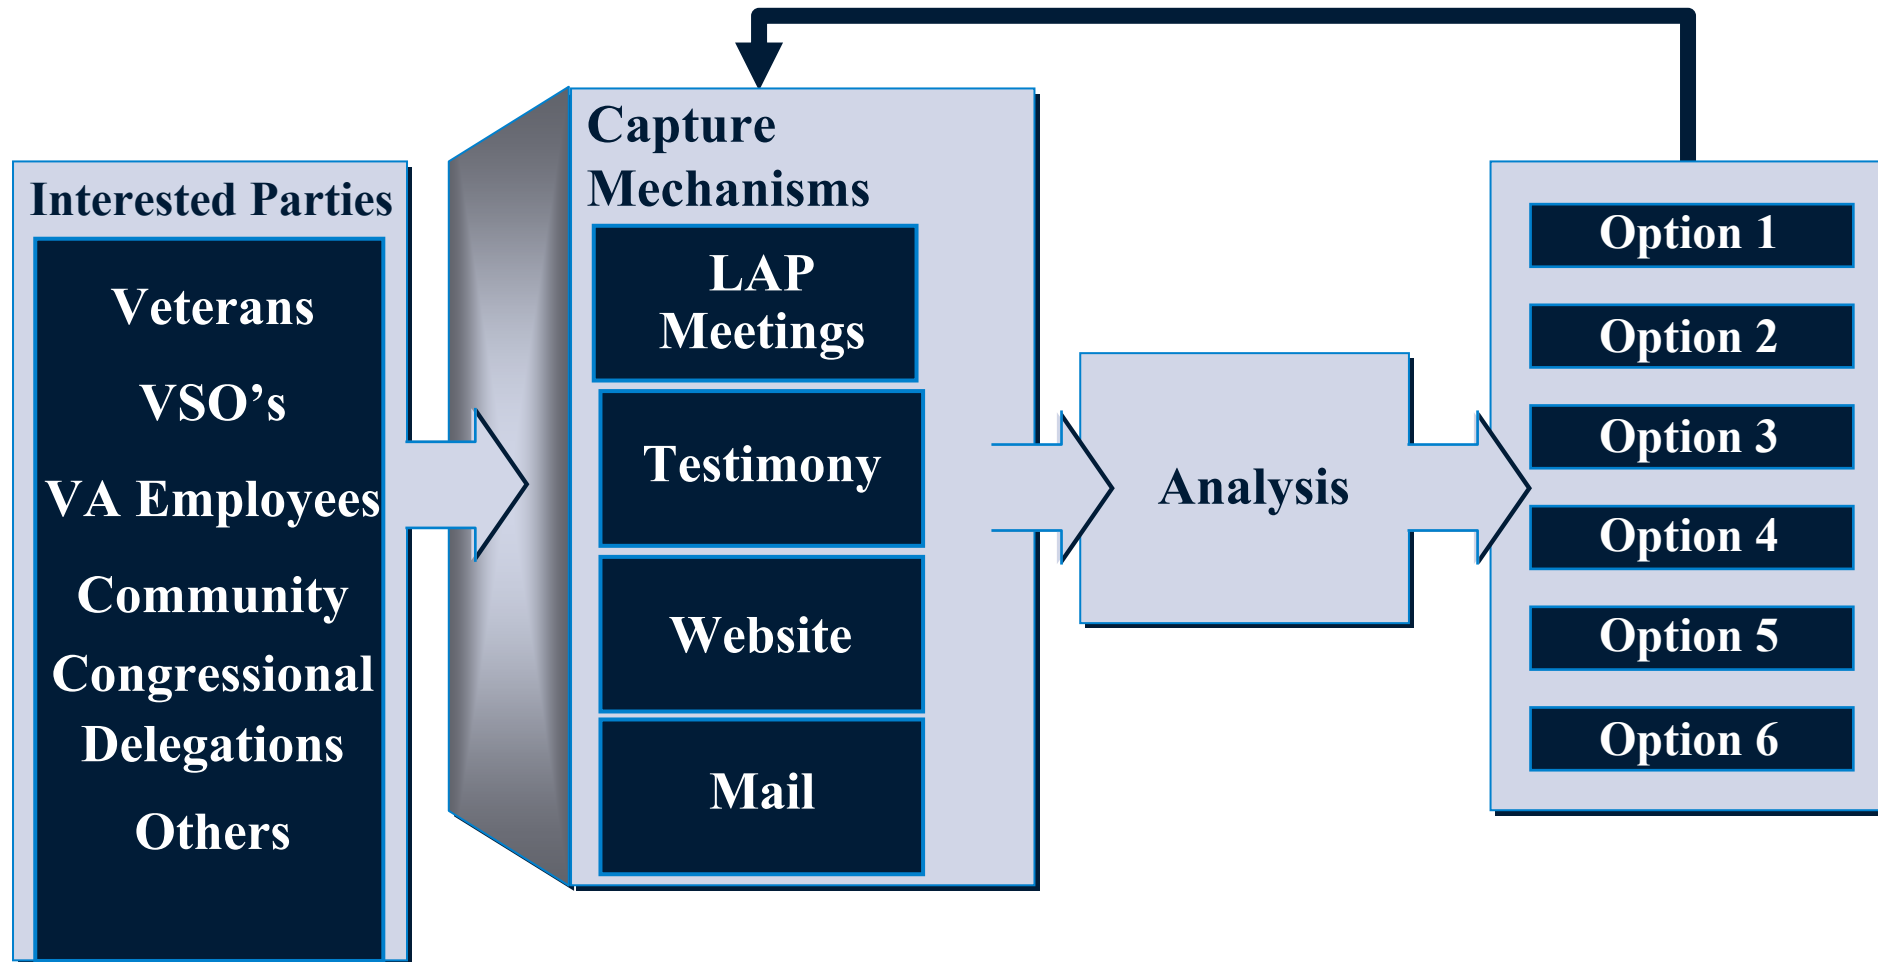 Interested Parties
Veterans
VSO’s
VA Employees
Community
Congressional
Delegations
Others
Capture
Mechanisms
LAP
Meetings
Testimony
Website
Mail
Analysis
Option 1
Option 2
Option 3
Option 4
Option 5
Option 6